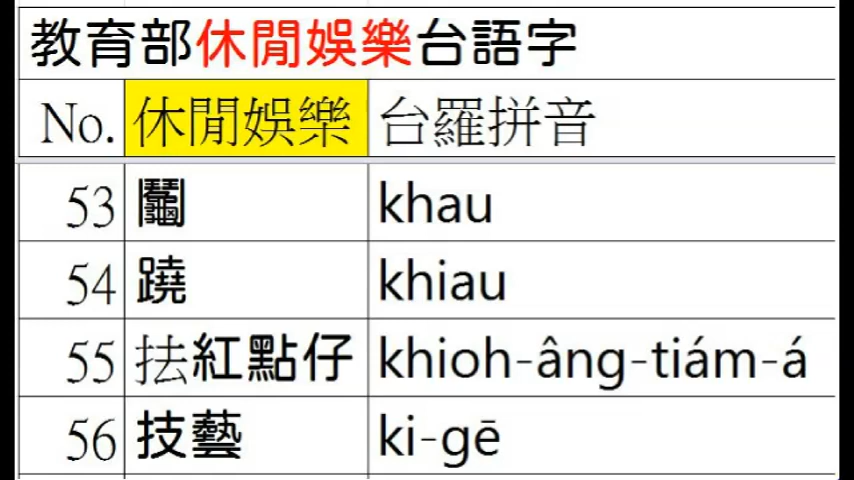 教育部休閒娛樂台語字
No. 休閒娛樂 台羅拼音
53 鬮 khau
54 蹺 khiau
55 抾紅點仔 khioh-âng-tiám-á
56 技藝 ki-gē